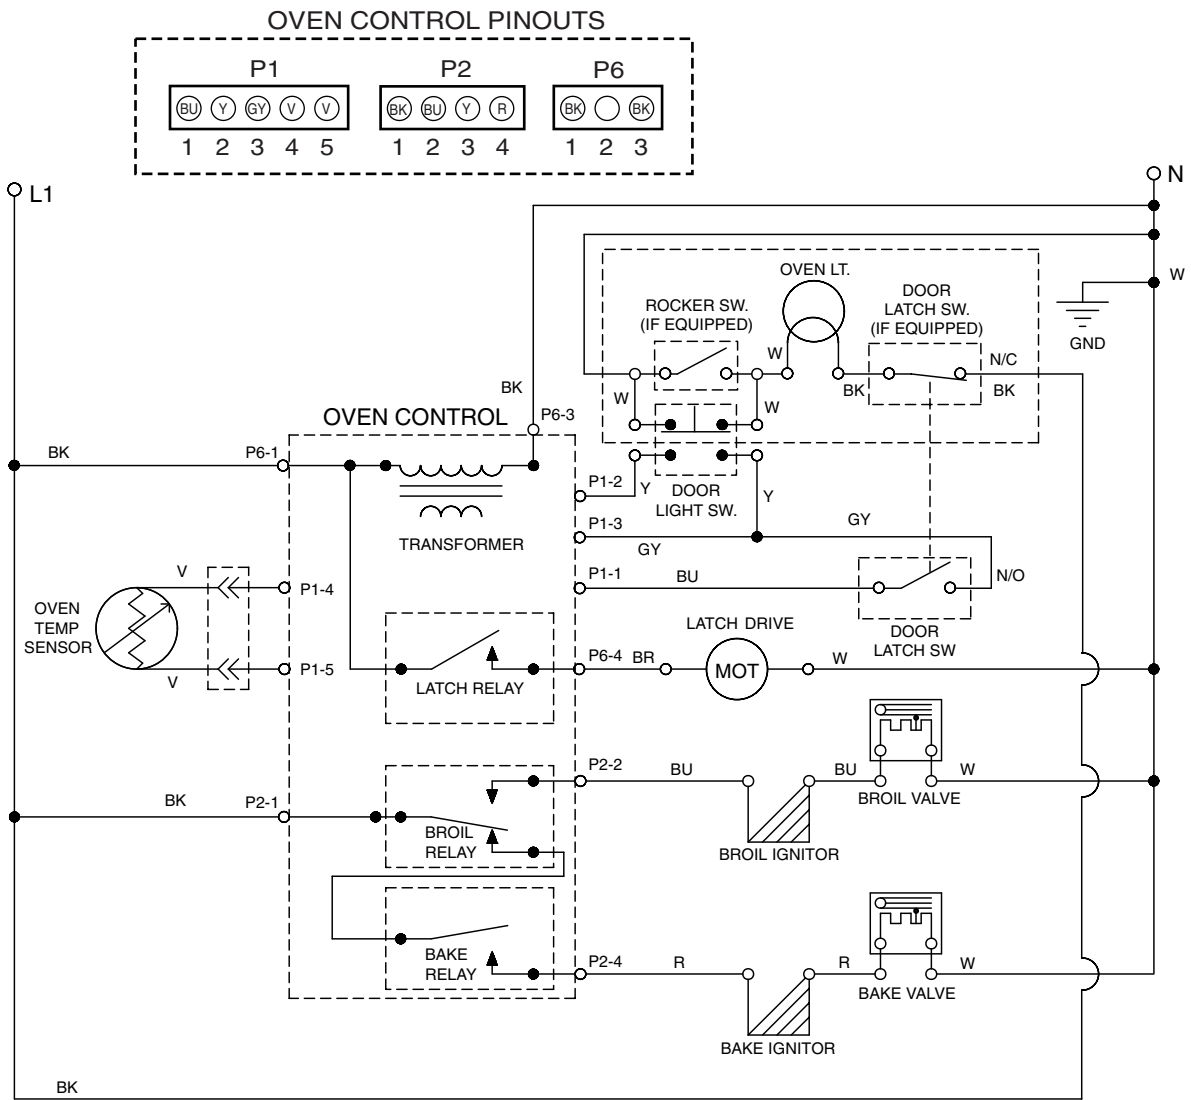 OVEN CONTROL PINOUTS
P1 P2 P6
BU Y GY V V BK BU Y R BK BK
1 2 3 4 5 1 2 3 4 1 2 3
L1
N
W
OVEN LT.
ROCKER SW.
(IF EQUIPPED)
DOOR
LATCH SW.
(IF EQUIPPED)
GND
W
N/C
BK
BK
W
W
BK
P6-3
OVEN CONTROL
BK
P6-1
P1-2
Y
DOOR
LIGHT SW.
Y
P1-3
GY
GY
TRANSFORMER
P1-1
BU
N/O
V
P1-4
OVEN
TEMP
SENSOR
P1-5
V
DOOR
LATCH SW
LATCH DRIVE
P6-4
BR
MOT
W
LATCH RELAY
P2-2
BU
BU
W
BROIL VALVE
BK
P2-1
BROIL
RELAY
BROIL IGNITOR
BAKE
RELAY
P2-4
R
R
W
BAKE VALVE
BAKE IGNITOR
BK